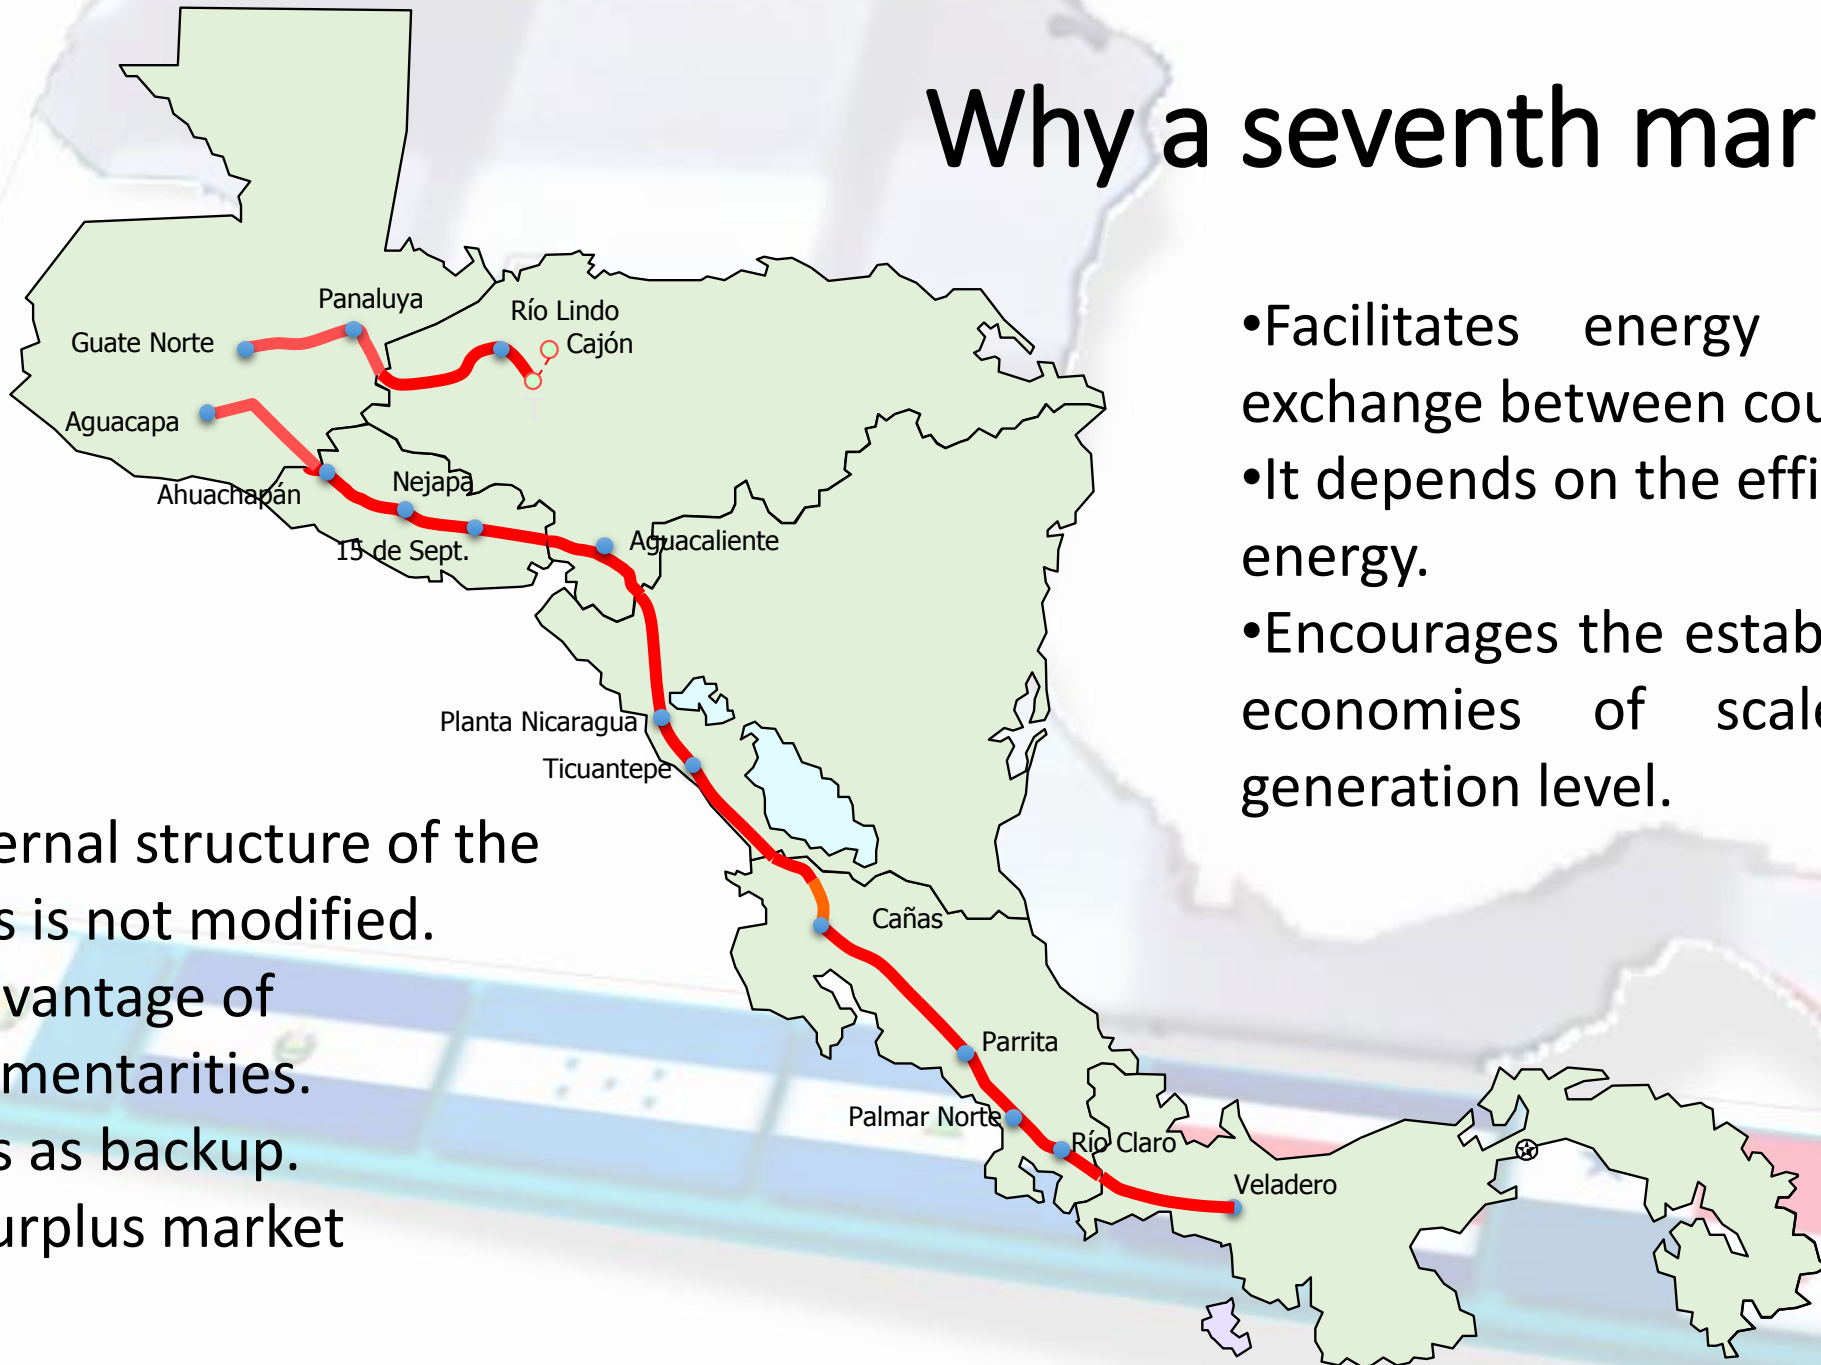 Why a seventh mar
•Facilitates energy
exchange between cou
•It depends on the effi
energy.
•Encourages the estab
economies of scale
generation level.
Panaluya
Río Lindo
Guate Norte
Cajón
Aguacapa
Nejapa
Ahuachapán
15 de Sept.
Aguacaliente
Planta Nicaragua
Ticuantepe
Cañas
Parrita
Palmar Norte
Río Claro
Veladero
ernal structure of the
s is not modified.
vantage of
mentarities.
s as backup.
urplus market